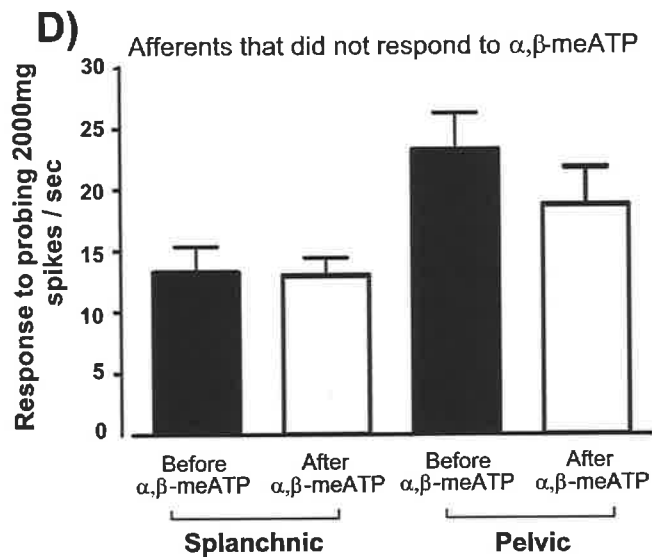 D)
Afferents that did not respond to α,β-meATP
Response to probing 2000mg
spikes / sec
30
25
20
15
10
5
0
Before
α,β-meATP
After
α,β-meATP
Before
α,β-meATP
After
α,β-meATP
Splanchnic
Pelvic